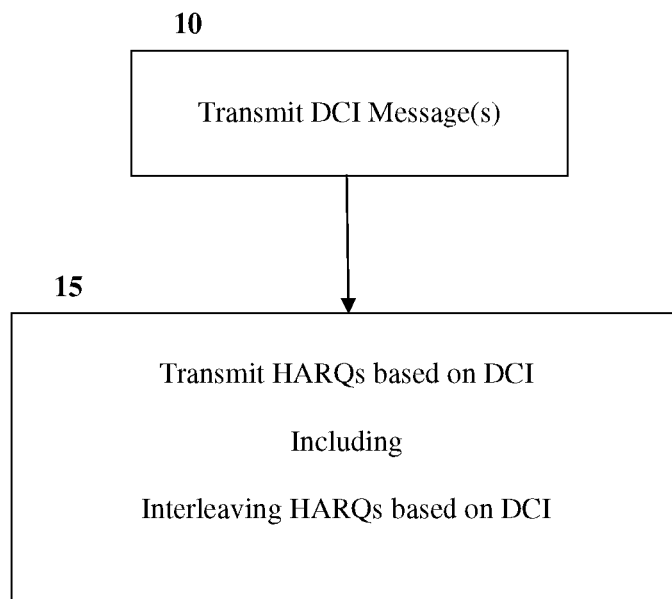 10
Transmit DCI Message(s)
15
Transmit HARQs based on DCI
Including
Interleaving HARQs based on DCI